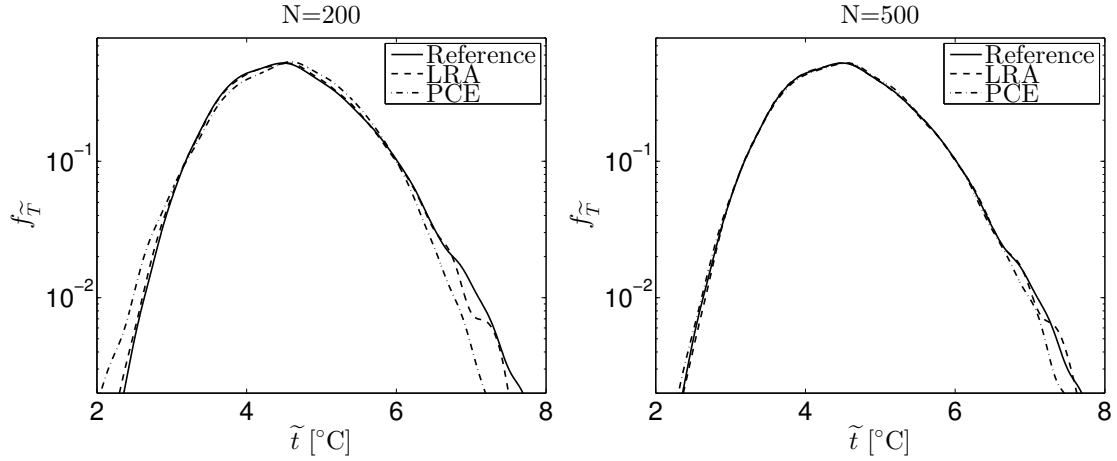 N=200
Reference
LRA
PCE
10⁻¹
10⁻²
f_T̃
2 4 6 8
t̃ [°C]
N=500
Reference
LRA
PCE
10⁻¹
10⁻²
f_T̃
2 4 6 8
t̃ [°C]